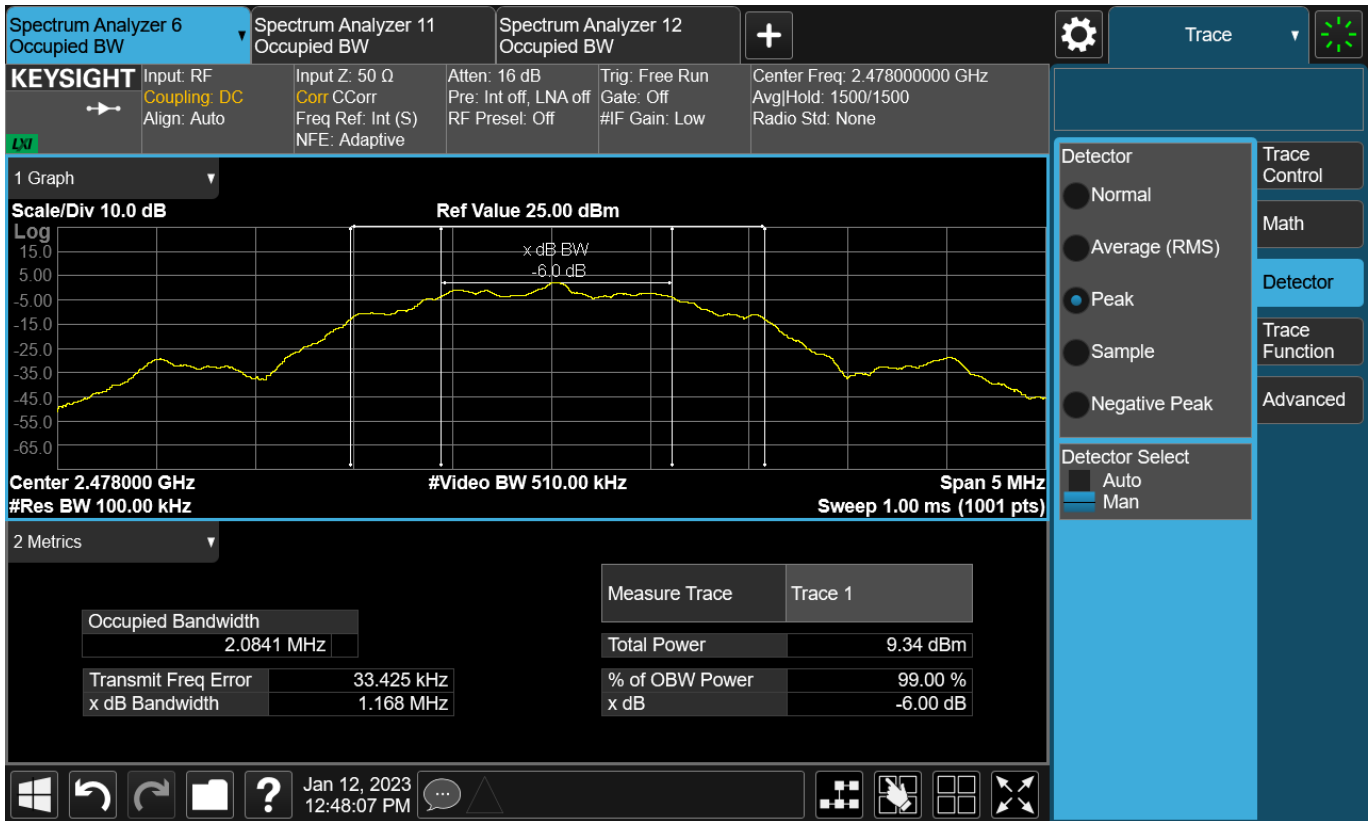 Spectrum Analyzer 6
Occupied BW
Spectrum Analyzer 11
Occupied BW
Spectrum Analyzer 12
Occupied BW
Trace
KEYSIGHT
LXI
Input: RF
Coupling: DC
Align: Auto
Input Z: 50 Ω
Corr CCorr
Freq Ref: Int (S)
NFE: Adaptive
Atten: 16 dB
Pre: Int off, LNA off
RF Presel: Off
Trig: Free Run
Gate: Off
#IF Gain: Low
Center Freq: 2.478000000 GHz
Avg|Hold: 1500/1500
Radio Std: None
1 Graph
Scale/Div 10.0 dB
Ref Value 25.00 dBm
Log
15.0
5.00
-5.00
-15.0
-25.0
-35.0
-45.0
-55.0
-65.0
x dB BW
-6.0 dB
Center 2.478000 GHz
#Video BW 510.00 kHz
Span 5 MHz
#Res BW 100.00 kHz
Sweep 1.00 ms (1001 pts)
2 Metrics
Occupied Bandwidth
2.0841 MHz
Transmit Freq Error 33.425 kHz
x dB Bandwidth 1.168 MHz
Measure Trace Trace 1
Total Power 9.34 dBm
% of OBW Power 99.00 %
x dB -6.00 dB
Detector
Normal
Average (RMS)
Peak
Sample
Negative Peak
Detector Select
Auto
Man
Trace
Control
Math
Detector
Trace
Function
Advanced
?
Jan 12, 2023
12:48:07 PM